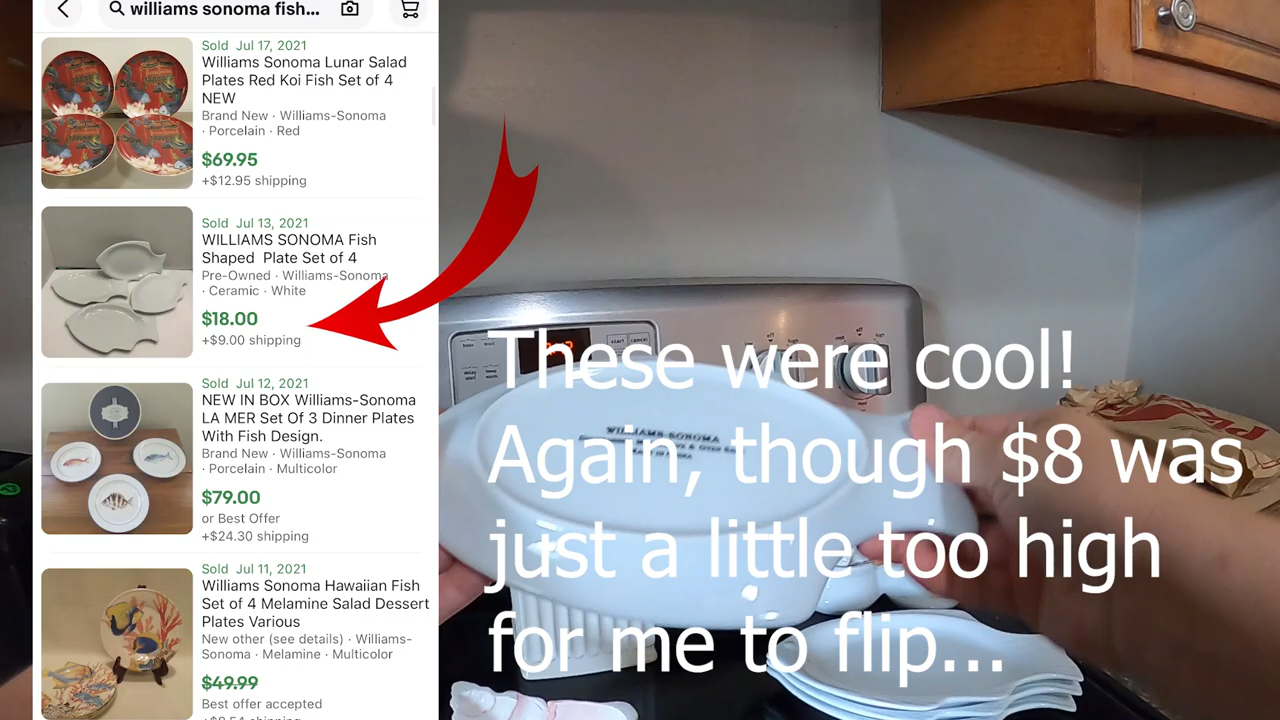 williams sonoma fish...
Sold Jul 17, 2021
Williams Sonoma Lunar Salad
Plates Red Koi Fish Set of 4
NEW
Brand New · Williams-Sonoma
· Porcelain · Red
$69.95
+$12.95 shipping
Sold Jul 13, 2021
WILLIAMS SONOMA Fish
Shaped Plate Set of 4
Pre-Owned · Williams-Sonoma
· Ceramic · White
$18.00
+$9.00 shipping
Sold Jul 12, 2021
NEW IN BOX Williams-Sonoma
LA MER Set Of 3 Dinner Plates
With Fish Design.
Brand New · Williams-Sonoma
· Porcelain · Multicolor
$79.00
or Best Offer
+$24.30 shipping
Sold Jul 11, 2021
Williams Sonoma Hawaiian Fish
Set of 4 Melamine Salad Dessert
Plates Various
New other (see details) · Williams-
Sonoma · Melamine · Multicolor
$49.99
Best offer accepted
These were cool!
Again, though $8 was
just a little too high
for me to flip...
WILLIAMS-SONOMA
start cancel